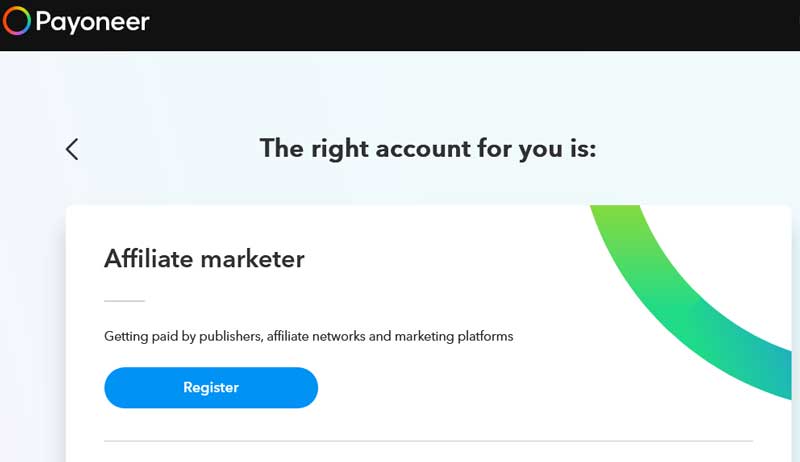 Payoneer
The right account for you is:
Affiliate marketer
Getting paid by publishers, affiliate networks and marketing platforms
Register